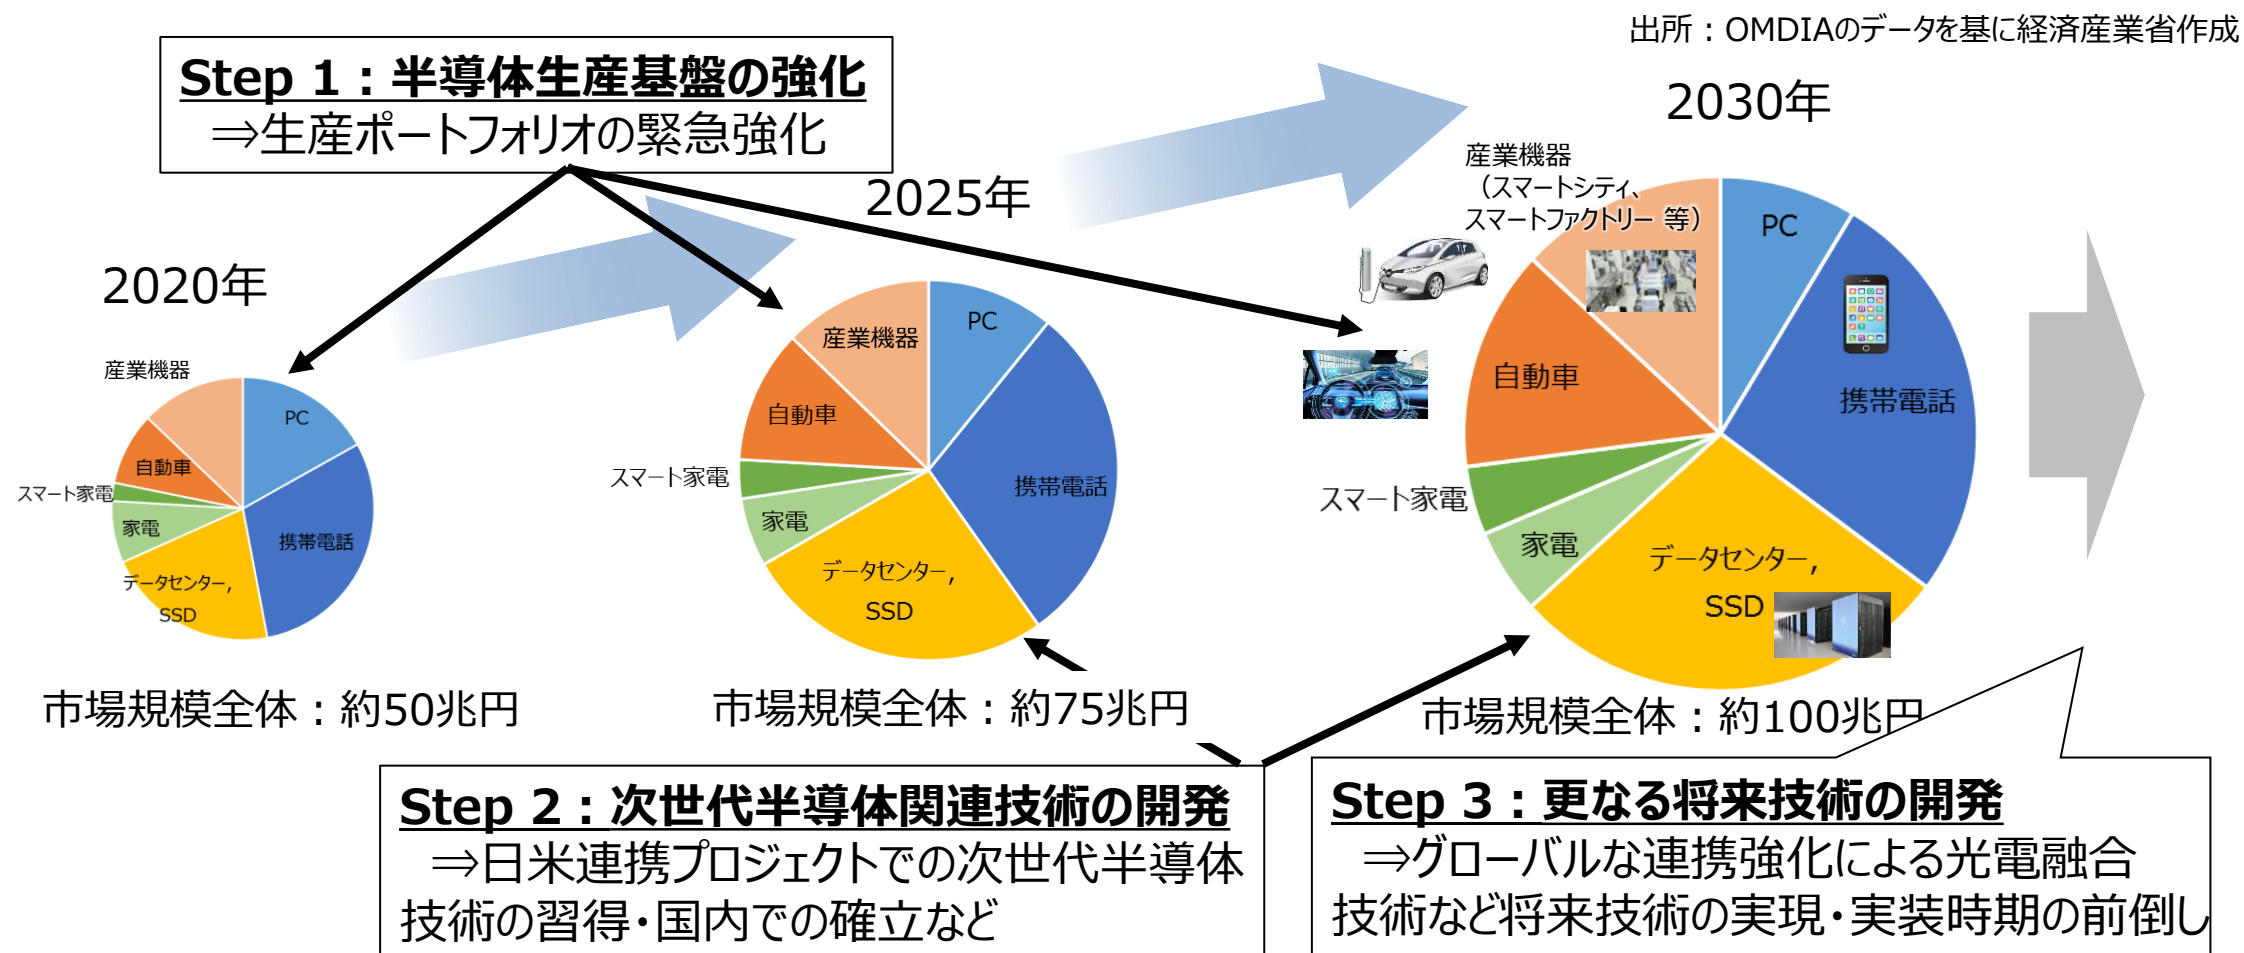 出所：OMDIAのデータを基に経済産業省作成
Step 1：半導体生産基盤の強化
⇒生産ポートフォリオの緊急強化
2020年
産業機器
PC
自動車
スマート家電
家電
携帯電話
データセンター,
SSD
市場規模全体：約50兆円
2025年
産業機器
PC
自動車
スマート家電
携帯電話
家電
データセンター,
SSD
市場規模全体：約75兆円
2030年
産業機器
（スマートシティ、
スマートファクトリー 等）
PC
自動車
携帯電話
スマート家電
家電
データセンター,
SSD
市場規模全体：約100兆円
Step 2：次世代半導体関連技術の開発
⇒日米連携プロジェクトでの次世代半導体
技術の習得・国内での確立など
Step 3：更なる将来技術の開発
⇒グローバルな連携強化による光電融合
技術など将来技術の実現・実装時期の前倒し